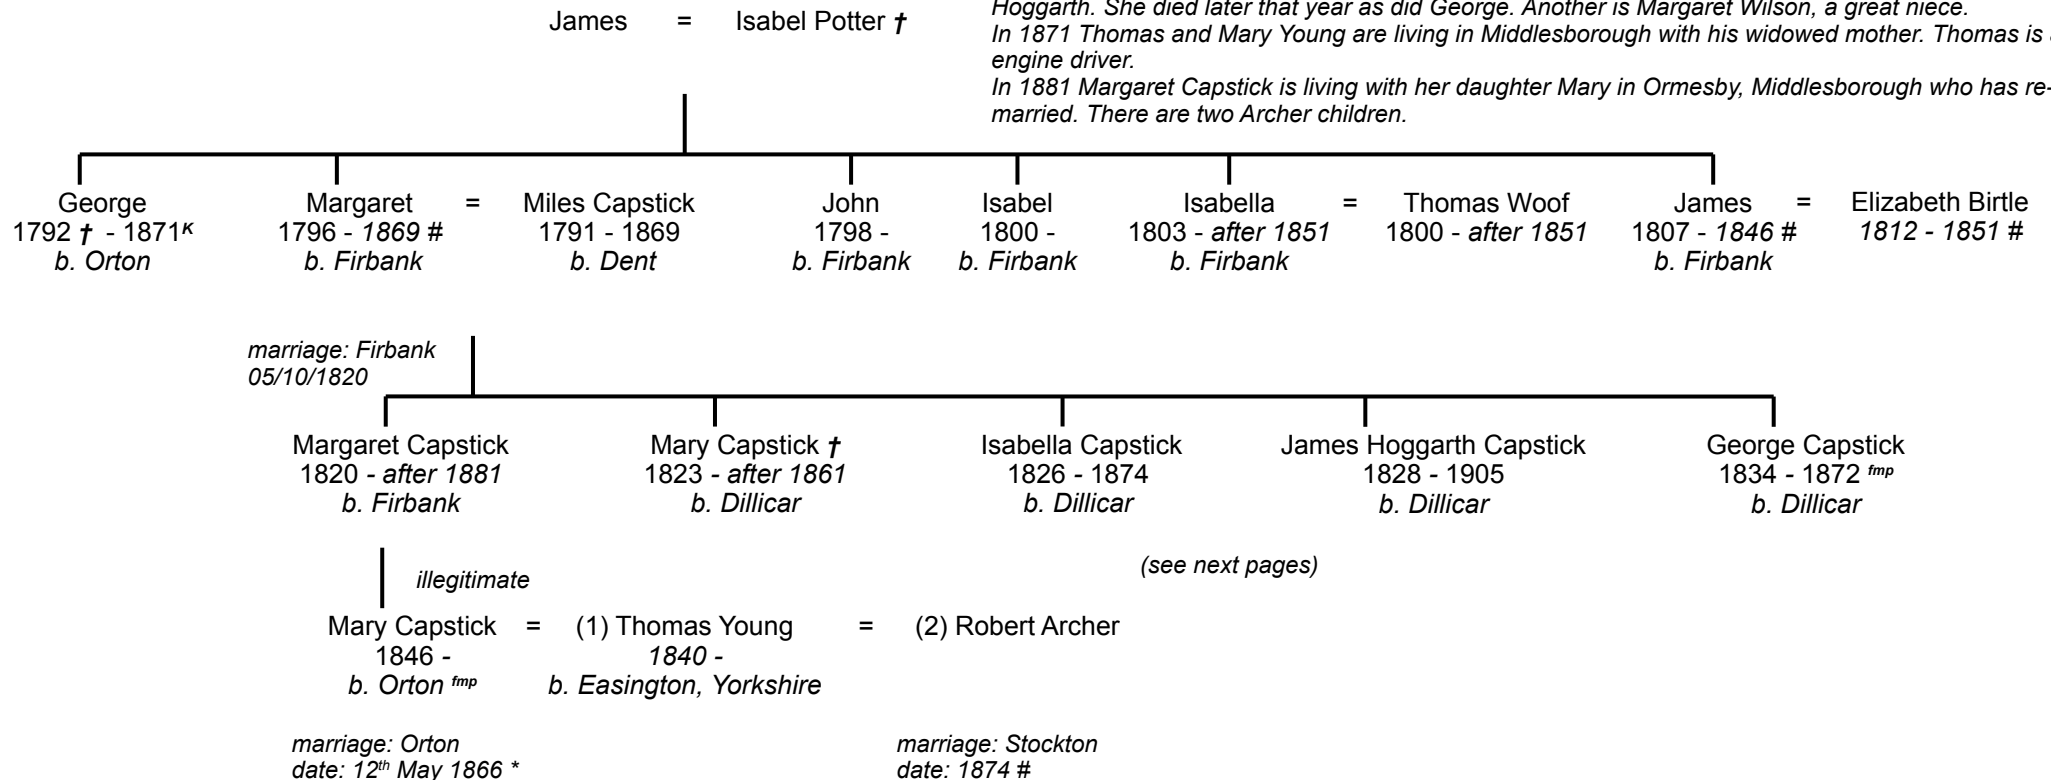 Hoggarth. She died later that year as did George. Another is Margaret Wilson, a great niece.
In 1871 Thomas and Mary Young are living in Middlesborough with his widowed mother. Thomas is
engine driver.
In 1881 Margaret Capstick is living with her daughter Mary in Ormesby, Middlesborough who has re-
married. There are two Archer children.
James = Isabel Potter †
George Margaret = Miles Capstick John Isabel Isabella = Thomas Woof James = Elizabeth Birtle
1792 † - 1871ᴷ 1796 - 1869 # 1791 - 1869 1798 - 1800 - 1803 - after 1851 1800 - after 1851 1807 - 1846 # 1812 - 1851 #
b. Orton b. Firbank b. Dent b. Firbank b. Firbank b. Firbank b. Firbank
marriage: Firbank
05/10/1820
Margaret Capstick Mary Capstick † Isabella Capstick James Hoggarth Capstick George Capstick
1820 - after 1881 1823 - after 1861 1826 - 1874 1828 - 1905 1834 - 1872 fmp
b. Firbank b. Dillicar b. Dillicar b. Dillicar b. Dillicar
(see next pages)
illegitimate
Mary Capstick = (1) Thomas Young = (2) Robert Archer
1846 - 1840 -
b. Orton fmp b. Easington, Yorkshire
marriage: Orton marriage: Stockton
date: 12th May 1866 * date: 1874 #